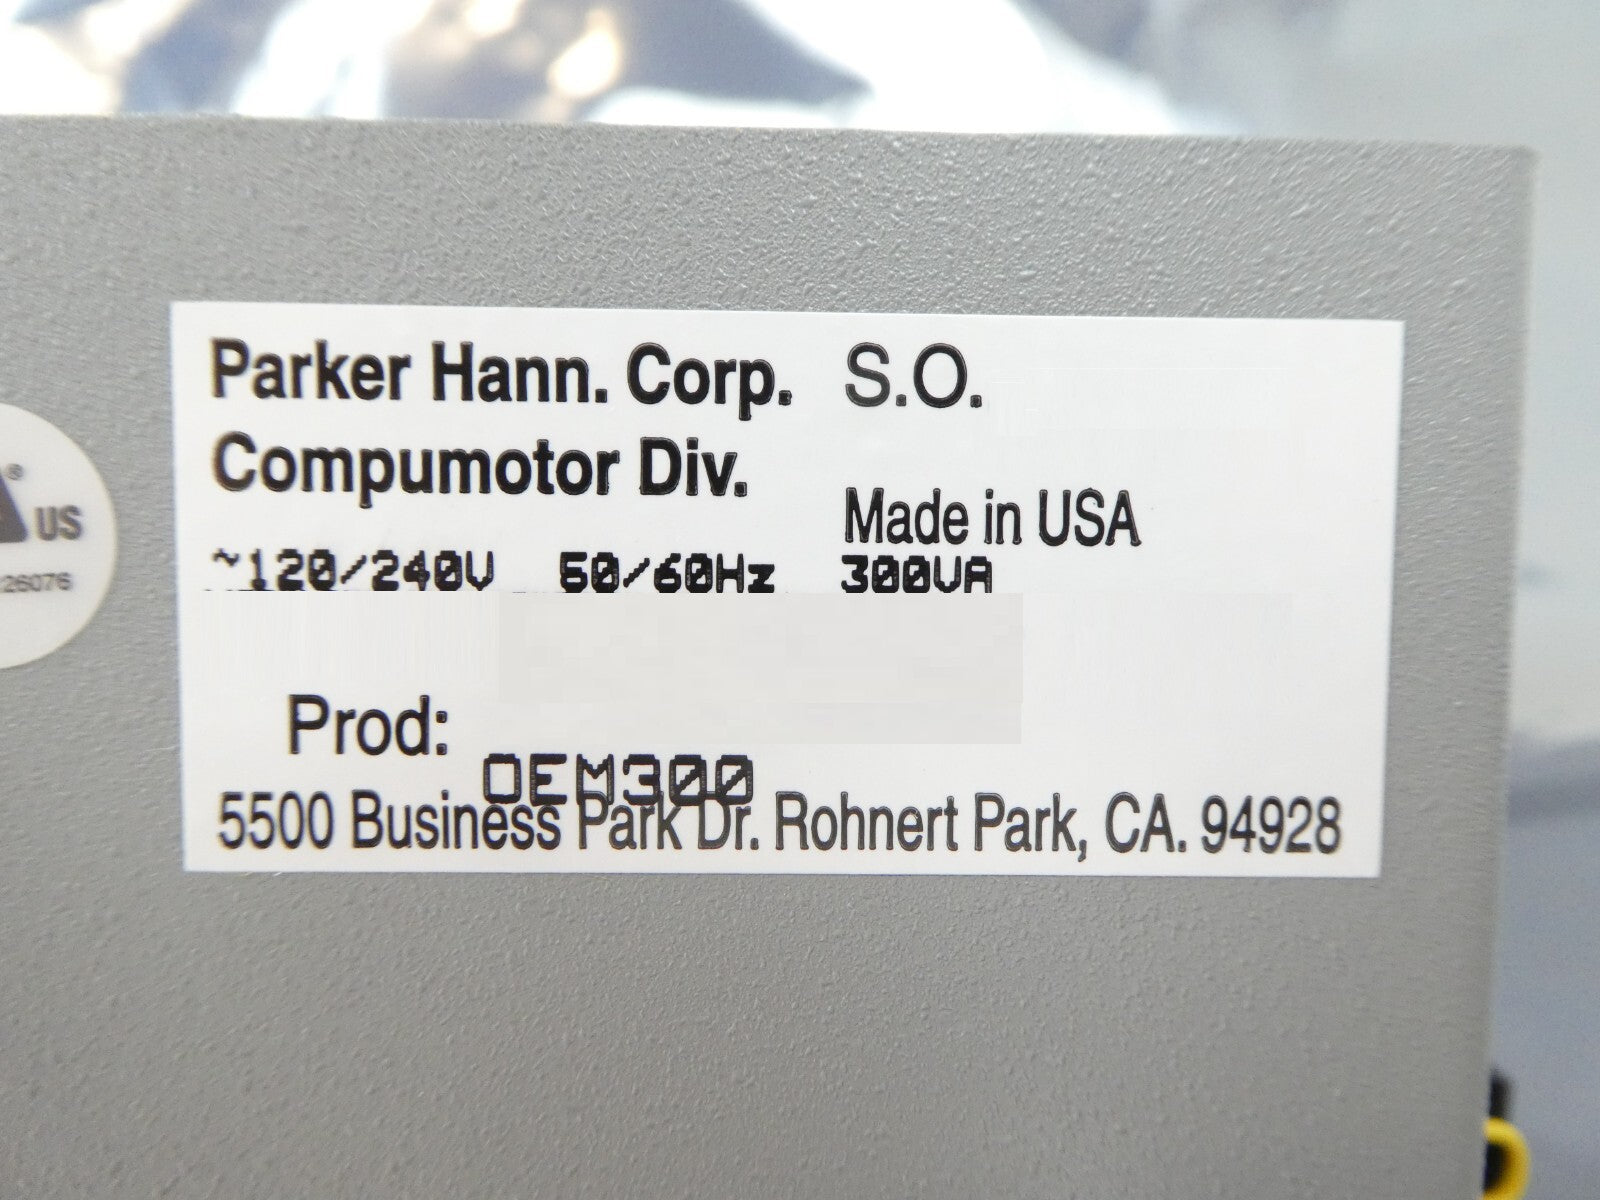 Parker Hann. Corp. S.O.
Compumotor Div.
Made in USA
~120/240V 50/60Hz 300VA
Prod: OEM300
5500 Business Park Dr. Rohnert Park, CA. 94928
® US
26076